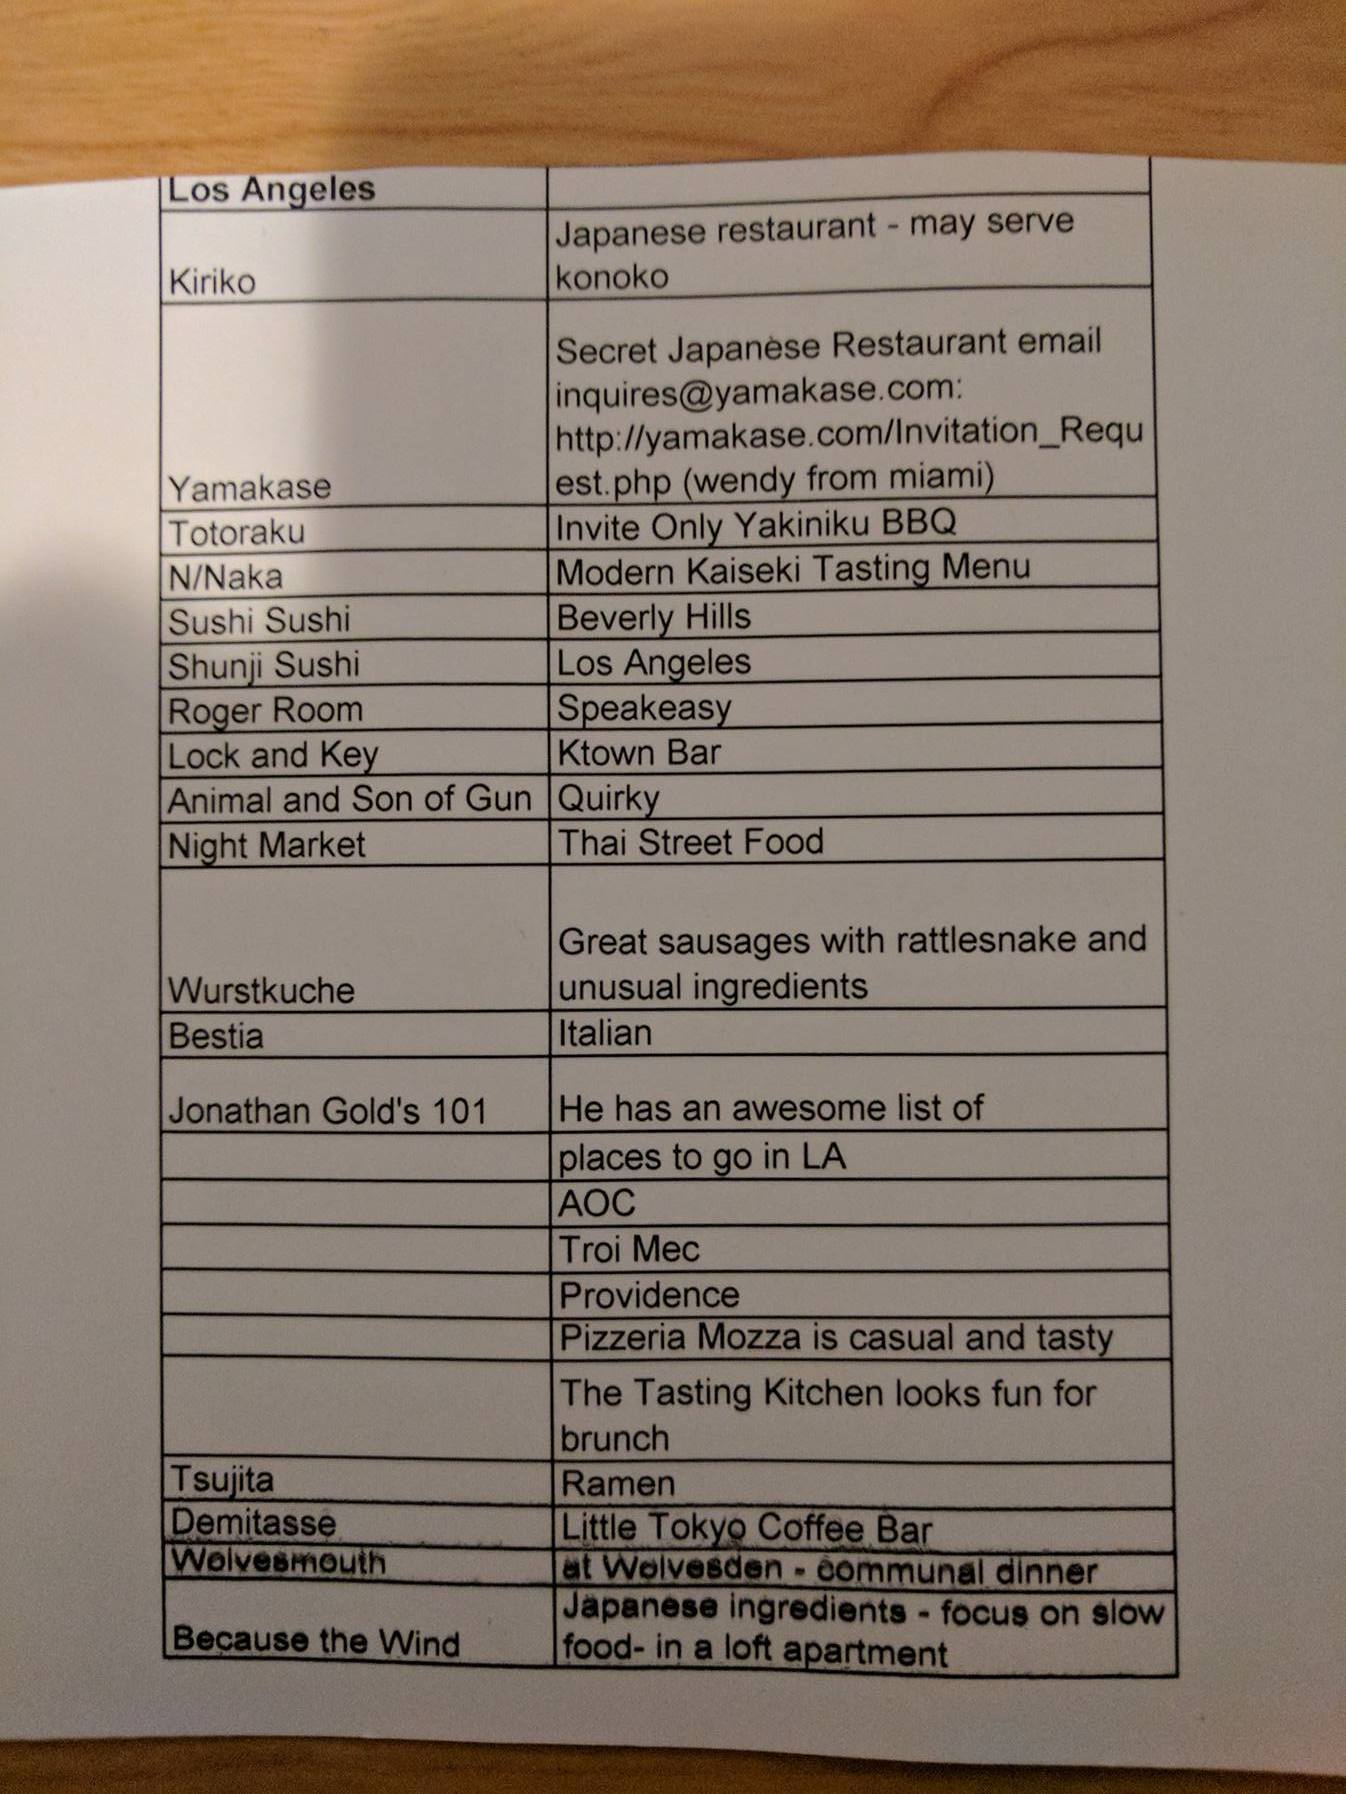 Los Angeles
Japanese restaurant - may serve
Kiriko konoko
Secret Japanese Restaurant email
inquires@yamakase.com:
http://yamakase.com/Invitation_Requ
Yamakase est.php (wendy from miami)
Totoraku Invite Only Yakiniku BBQ
N/Naka Modern Kaiseki Tasting Menu
Sushi Sushi Beverly Hills
Shunji Sushi Los Angeles
Roger Room Speakeasy
Lock and Key Ktown Bar
Animal and Son of Gun Quirky
Night Market Thai Street Food
Great sausages with rattlesnake and
Wurstkuche unusual ingredients
Bestia Italian
Jonathan Gold's 101 He has an awesome list of
places to go in LA
AOC
Troi Mec
Providence
Pizzeria Mozza is casual and tasty
The Tasting Kitchen looks fun for
brunch
Tsujita Ramen
Demitasse Little Tokyo Coffee Bar
Wolvesmouth at Wolvesden - communal dinner
Japanese ingredients - focus on slow
Because the Wind food- in a loft apartment